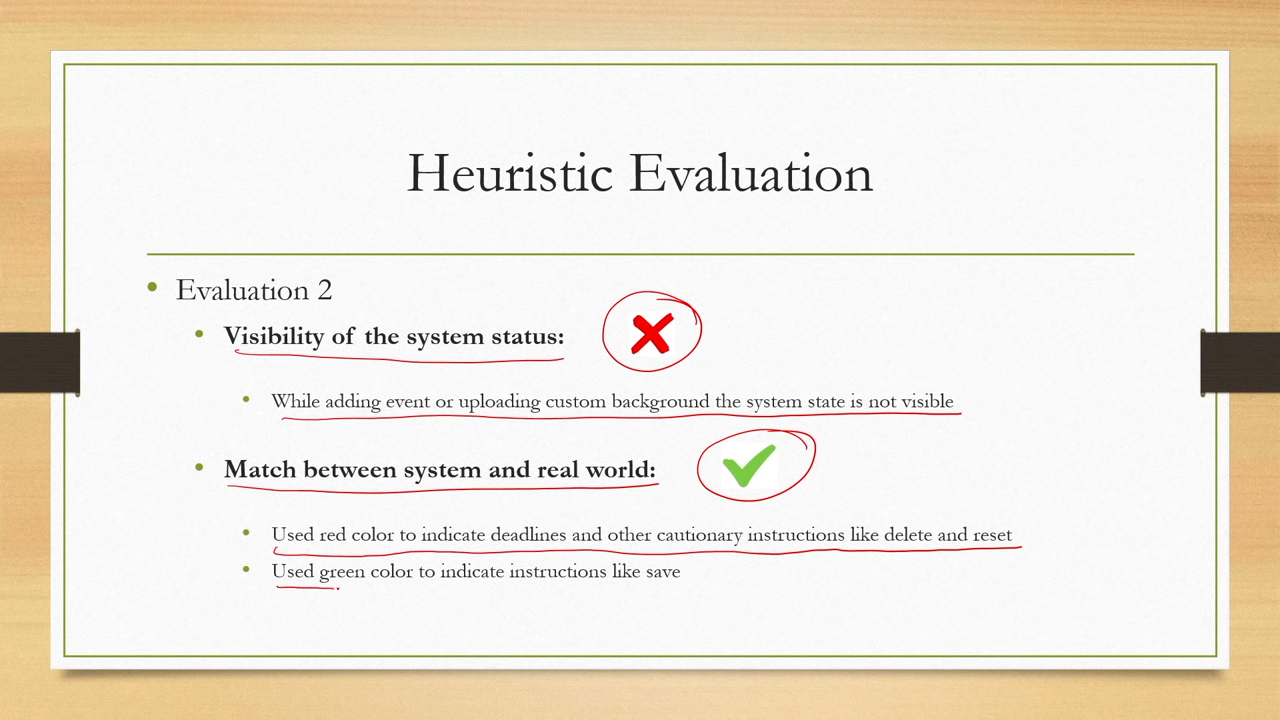 Heuristic Evaluation
Evaluation 2
Visibility of the system status:
While adding event or uploading custom background the system state is not visible
Match between system and real world:
Used red color to indicate deadlines and other cautionary instructions like delete and reset
Used green color to indicate instructions like save